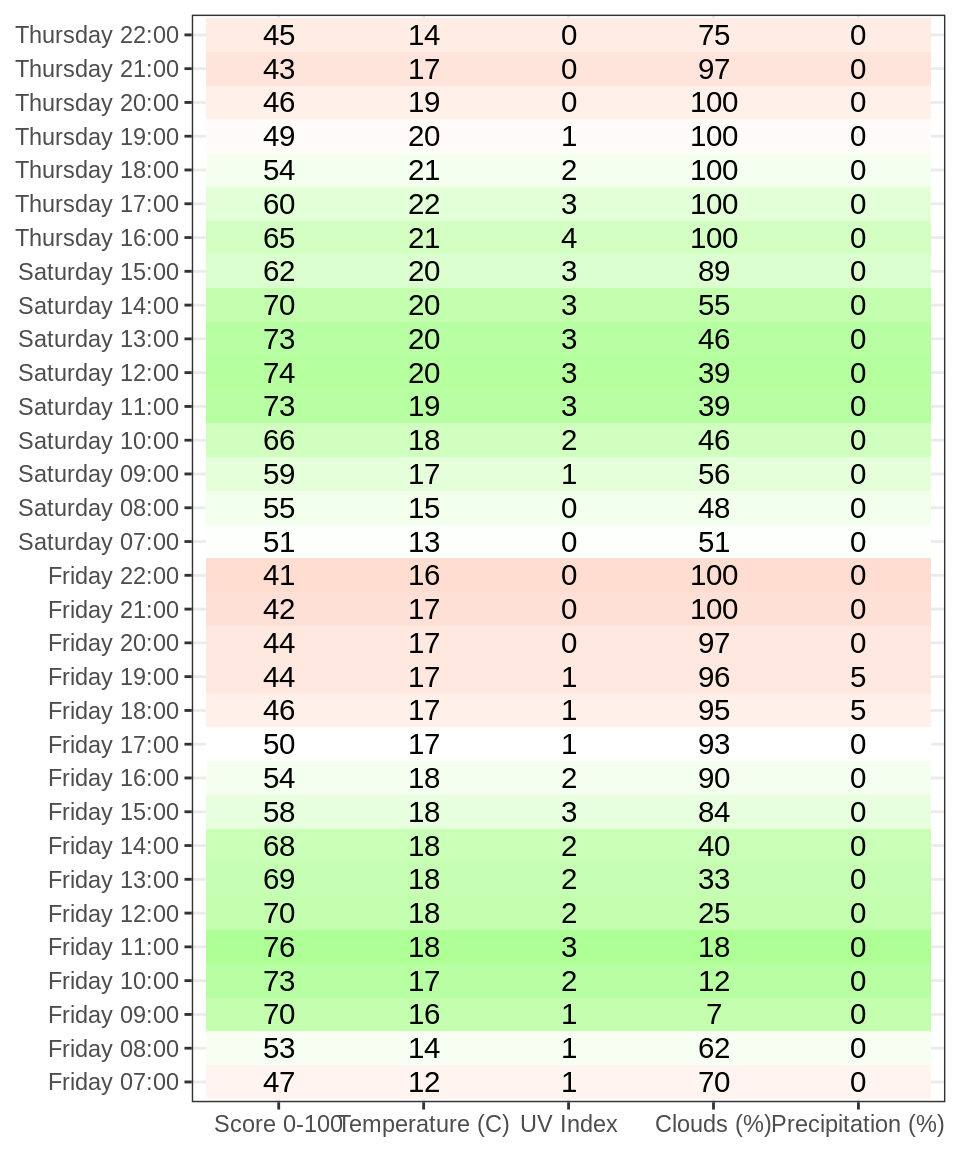 Thursday 22:00 45 14 0 75 0
Thursday 21:00 43 17 0 97 0
Thursday 20:00 46 19 0 100 0
Thursday 19:00 49 20 1 100 0
Thursday 18:00 54 21 2 100 0
Thursday 17:00 60 22 3 100 0
Thursday 16:00 65 21 4 100 0
Saturday 15:00 62 20 3 89 0
Saturday 14:00 70 20 3 55 0
Saturday 13:00 73 20 3 46 0
Saturday 12:00 74 20 3 39 0
Saturday 11:00 73 19 3 39 0
Saturday 10:00 66 18 2 46 0
Saturday 09:00 59 17 1 56 0
Saturday 08:00 55 15 0 48 0
Saturday 07:00 51 13 0 51 0
Friday 22:00 41 16 0 100 0
Friday 21:00 42 17 0 100 0
Friday 20:00 44 17 0 97 0
Friday 19:00 44 17 1 96 5
Friday 18:00 46 17 1 95 5
Friday 17:00 50 17 1 93 0
Friday 16:00 54 18 2 90 0
Friday 15:00 58 18 3 84 0
Friday 14:00 68 18 2 40 0
Friday 13:00 69 18 2 33 0
Friday 12:00 70 18 2 25 0
Friday 11:00 76 18 3 18 0
Friday 10:00 73 17 2 12 0
Friday 09:00 70 16 1 7 0
Friday 08:00 53 14 1 62 0
Friday 07:00 47 12 1 70 0
Score 0-100 Temperature (C) UV Index Clouds (%) Precipitation (%)